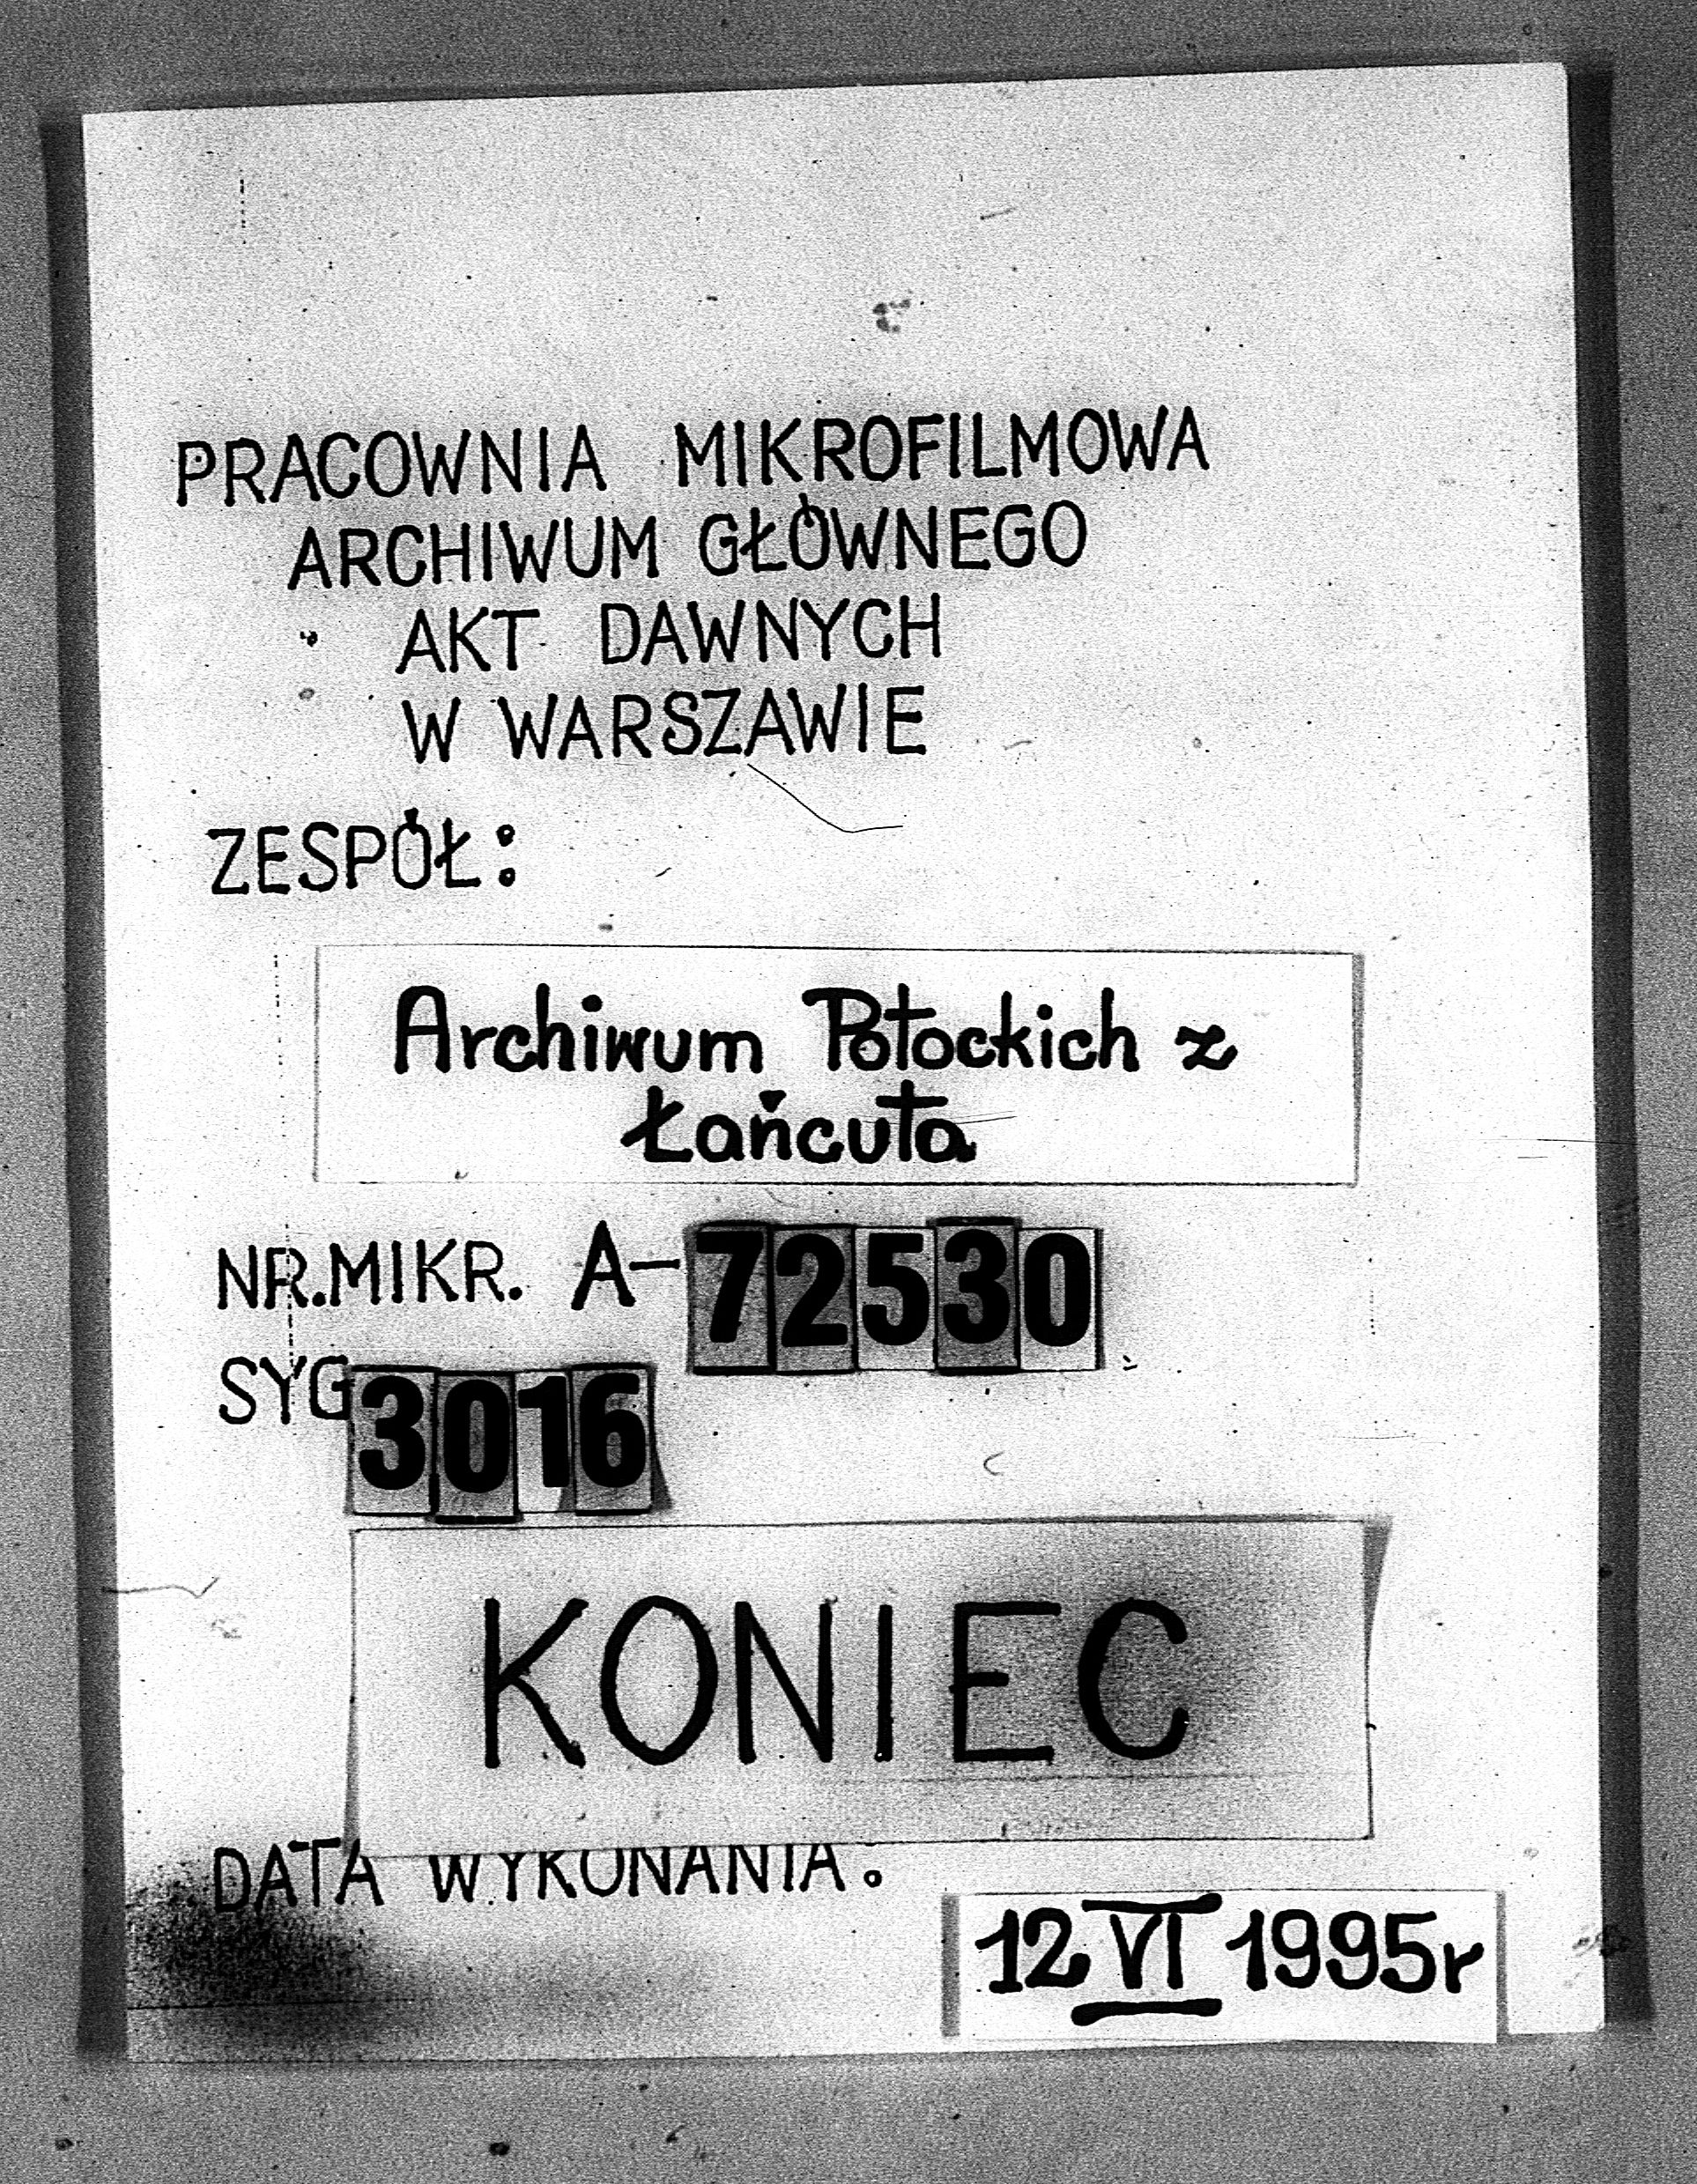 PRACOWNIA MIKROFILMOWA
ARCHIWUM GŁÓWNEGO
AKT DAWNYCH
W WARSZAWIE
ZESPÓŁ:
Archiwum Potockich z
Łańcuta
NR.MIKR. A-72530
SYG 3016
KONIEC
DATA WYKONANIA:
12 VI 1995r